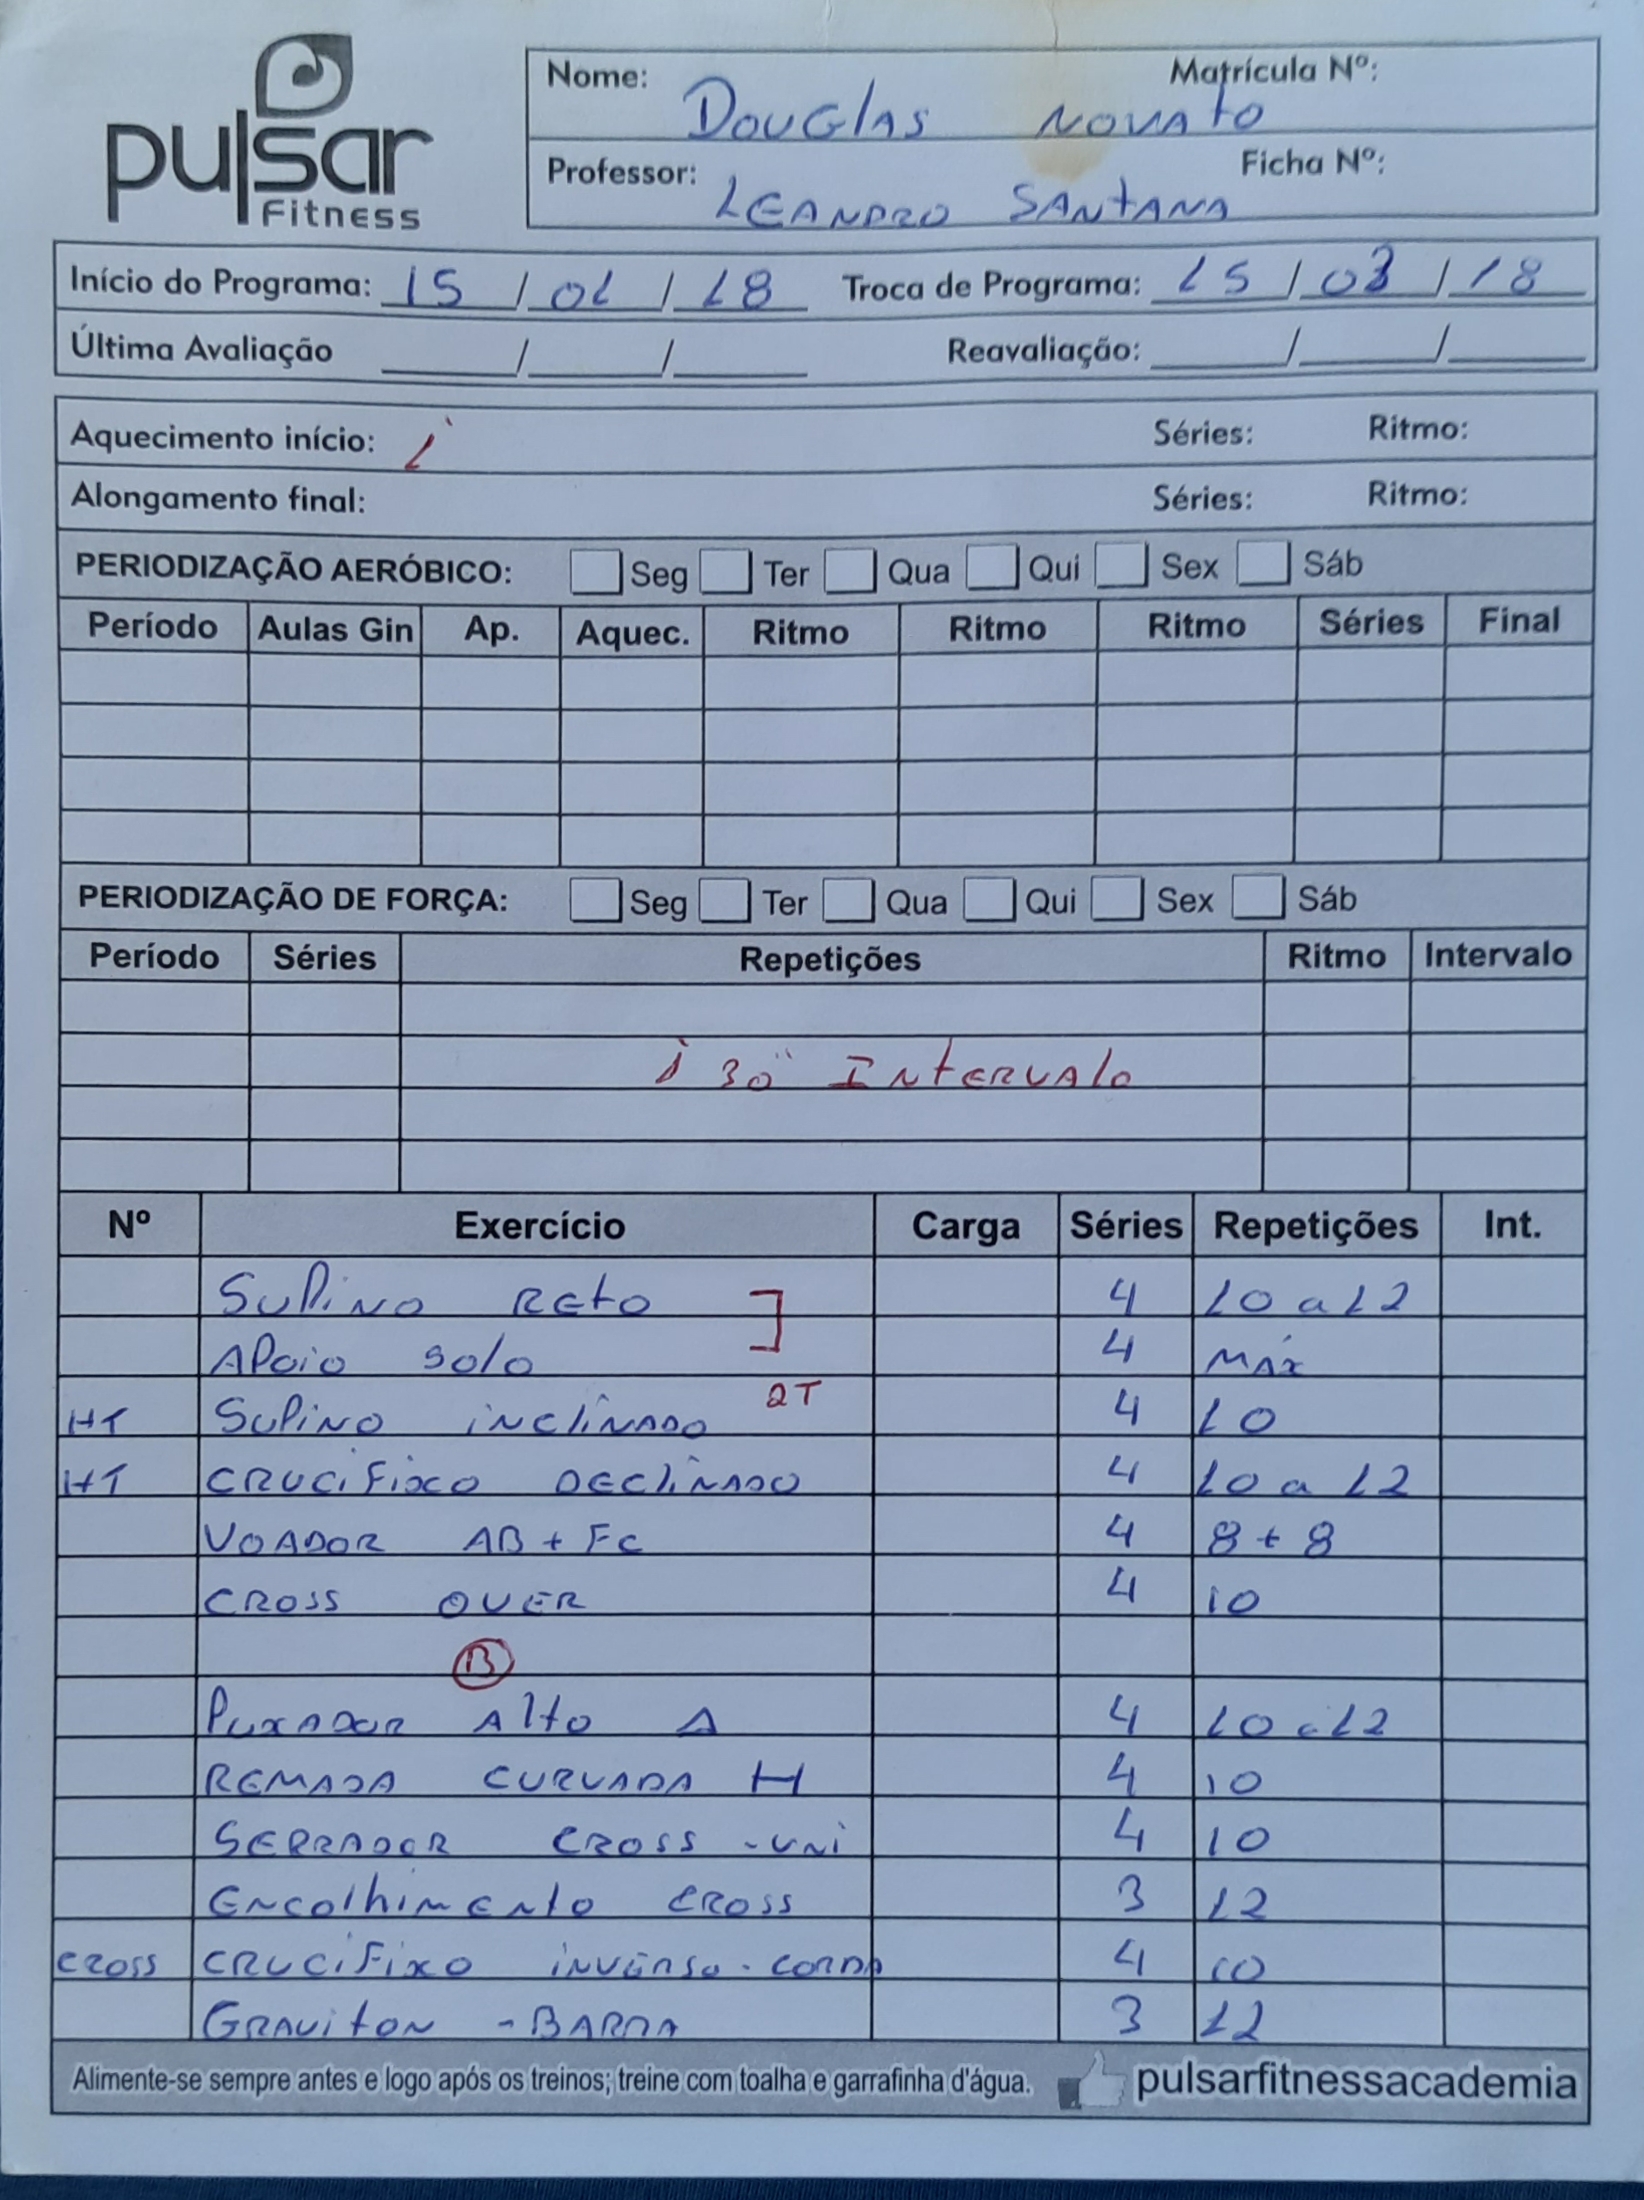 pulsar
Fitness
Nome: Douglas Novato Matrícula Nº:
Professor: Leandro Santana Ficha Nº:
Início do Programa: 15 / 01 / 18 Troca de Programa: 15 / 03 / 18
Última Avaliação / / Reavaliação: / /
Aquecimento início: Séries: Ritmo:
Alongamento final: Séries: Ritmo:
PERIODIZAÇÃO AERÓBICO: Seg Ter Qua Qui Sex Sáb
Período Aulas Gin Ap. Aquec. Ritmo Ritmo Ritmo Séries Final
PERIODIZAÇÃO DE FORÇA: Seg Ter Qua Qui Sex Sáb
Período Séries Repetições Ritmo Intervalo
30" Intervalo
Nº Exercício Carga Séries Repetições Int.
Supino Reto 4 10 a 12
Apoio solo 4 Máx
2T
HT Supino inclinado 4 10
HT Crucifixo Declinado 4 10 a 12
Voador AB + FC 4 8 + 8
Cross over 4 10
B
Puxador Alto Δ 4 10 a 12
Remada curvada H 4 10
Serrador cross - uni 4 10
Encolhimento cross 3 12
cross Crucifixo inverso - corda 4 10
Graviton - Barra 3 12
Alimente-se sempre antes e logo após os treinos; treine com toalha e garrafinha d'água. pulsarfitnessacademia